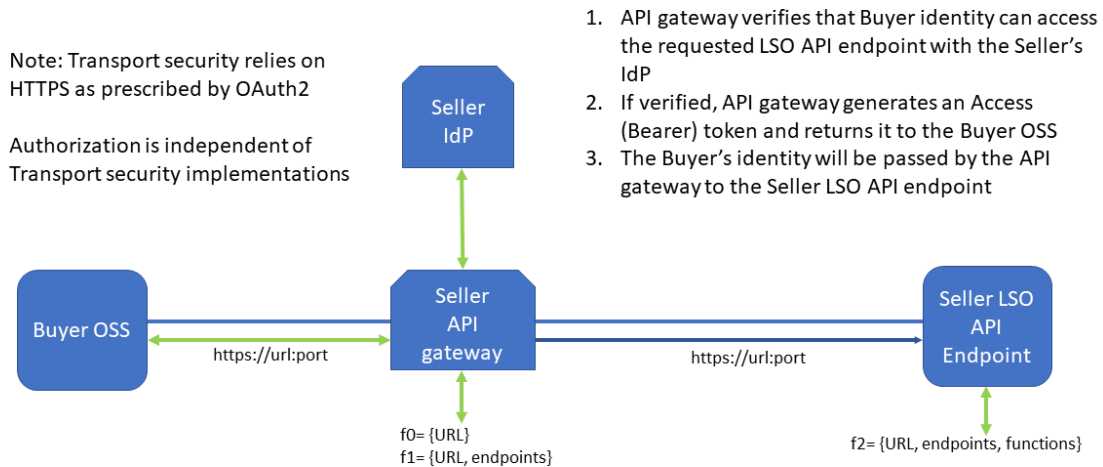 Note: Transport security relies on
HTTPS as prescribed by OAuth2
Authorization is independent of
Transport security implementations
1. API gateway verifies that Buyer identity can access
the requested LSO API endpoint with the Seller's
IdP
2. If verified, API gateway generates an Access
(Bearer) token and returns it to the Buyer OSS
3. The Buyer's identity will be passed by the API
gateway to the Seller LSO API endpoint
Seller
IdP
Buyer OSS
https://url:port
Seller
API
gateway
https://url:port
Seller LSO
API
Endpoint
f0= {URL}
f1= {URL, endpoints}
f2= {URL, endpoints, functions}